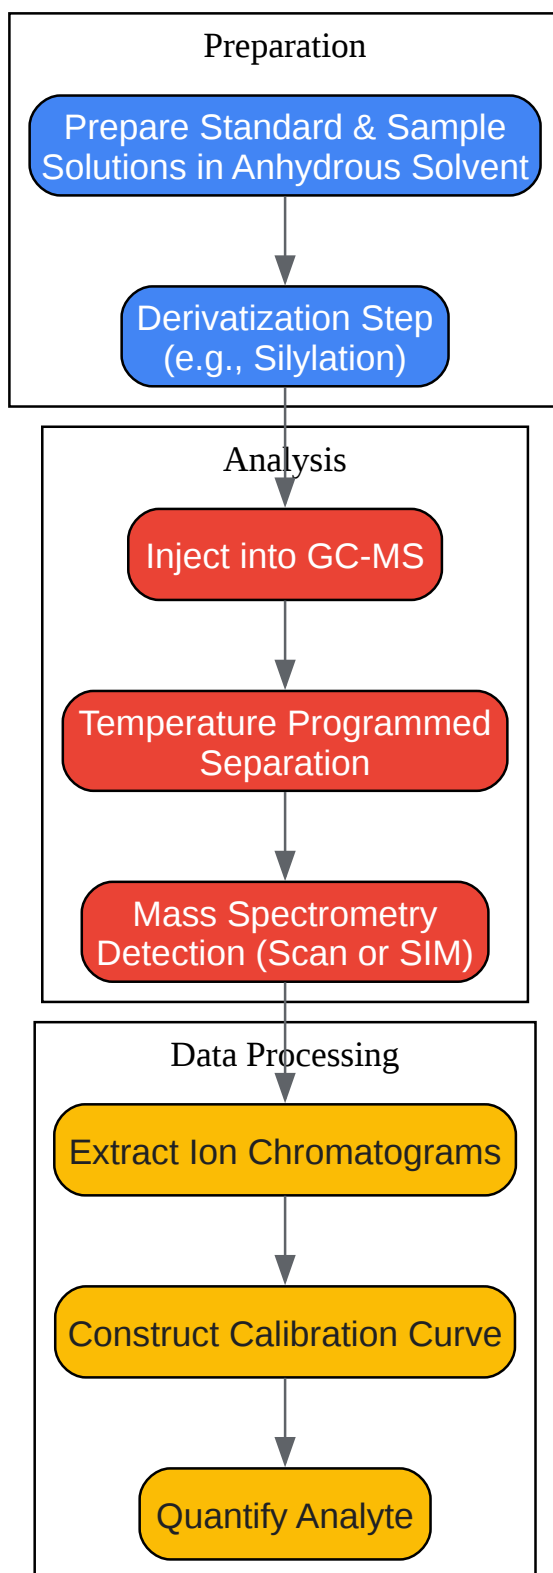 Preparation
Prepare Standard & Sample
Solutions in Anhydrous Solvent
Derivatization Step
(e.g., Silylation)
Analysis
Inject into GC-MS
Temperature Programmed
Separation
Mass Spectrometry
Detection (Scan or SIM)
Data Processing
Extract Ion Chromatograms
Construct Calibration Curve
Quantify Analyte